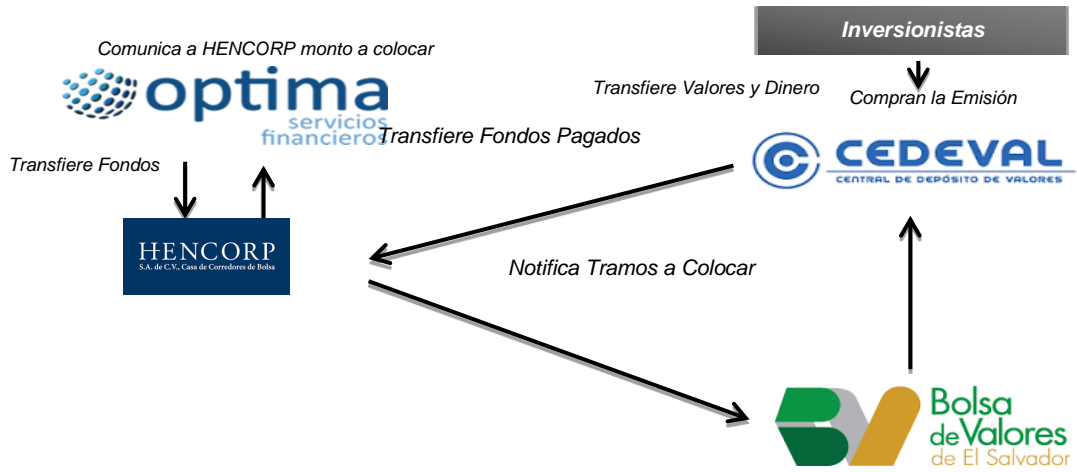 Inversionistas
Comunica a HENCORP monto a colocar
optima
servicios
financieros
Transfiere Valores y Dinero
Compran la Emisión
Transfiere Fondos Pagados
CEDEVAL
CENTRAL DE DEPÓSITO DE VALORES
Transfiere Fondos
HENCORP
S.A. de C.V., Casa de Corredores de Bolsa
Notifica Tramos a Colocar
Bolsa
de Valores
de El Salvador